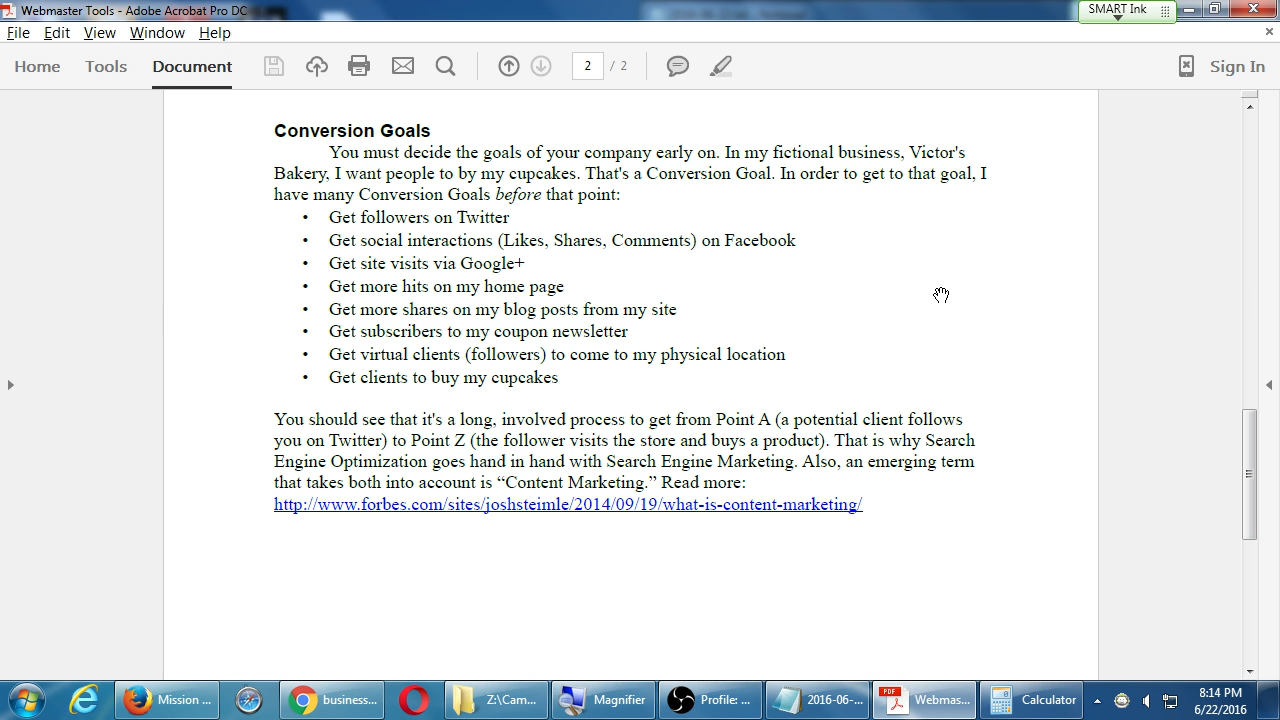 Webmaster Tools - Adobe Acrobat Pro DC
SMART Ink
File Edit View Window Help
Home Tools Document
2 / 2
Sign In
Conversion Goals
You must decide the goals of your company early on. In my fictional business, Victor's
Bakery, I want people to by my cupcakes. That's a Conversion Goal. In order to get to that goal, I
have many Conversion Goals before that point:
• Get followers on Twitter
• Get social interactions (Likes, Shares, Comments) on Facebook
• Get site visits via Google+
• Get more hits on my home page
• Get more shares on my blog posts from my site
• Get subscribers to my coupon newsletter
• Get virtual clients (followers) to come to my physical location
• Get clients to buy my cupcakes
You should see that it's a long, involved process to get from Point A (a potential client follows
you on Twitter) to Point Z (the follower visits the store and buys a product). That is why Search
Engine Optimization goes hand in hand with Search Engine Marketing. Also, an emerging term
that takes both into account is “Content Marketing.” Read more:
http://www.forbes.com/sites/joshsteimle/2014/09/19/what-is-content-marketing/
Mission ... business... Z:\Cam... Magnifier Profile: ... 2016-06-... PDF Webmas... Calculator 8:14 PM
6/22/2016